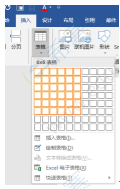 插入 设计 布局 引用 邮件
分页 表格 图片 联机图片 形状
8x8 表格
插入表格(I)...
绘制表格(D)
文本转换成表格(V)...
Excel 电子表格(X)
快速表格(T)